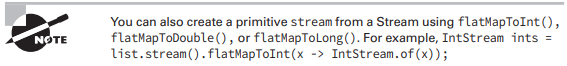 You can also create a primitive stream from a Stream using flatMapToInt(),
flatMapToDouble(), or flatMapToLong(). For example, IntStream ints =
list.stream().flatMapToInt(x -> IntStream.of(x));
NOTE